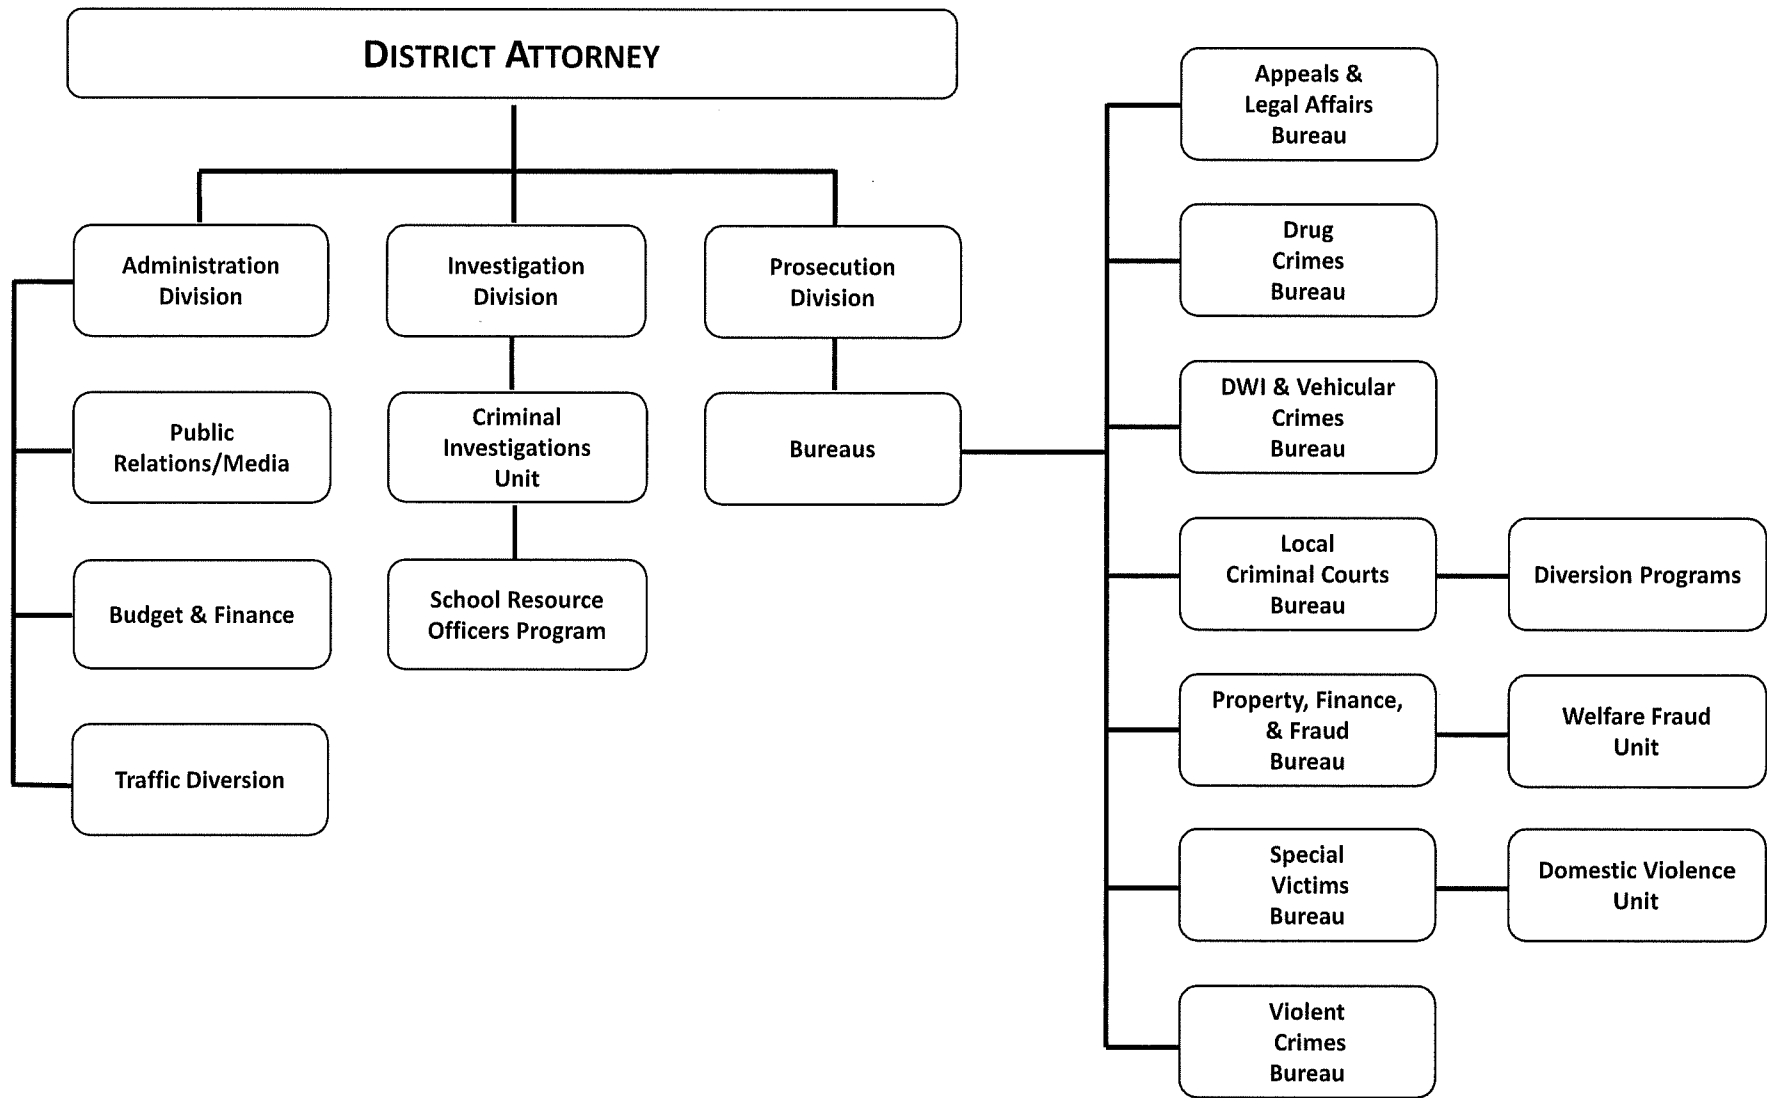 DISTRICT ATTORNEY
Administration
Division
Investigation
Division
Prosecution
Division
Public
Relations/Media
Criminal
Investigations
Unit
Bureaus
Budget & Finance
School Resource
Officers Program
Traffic Diversion
Appeals &
Legal Affairs
Bureau
Drug
Crimes
Bureau
DWI & Vehicular
Crimes
Bureau
Local
Criminal Courts
Bureau
Diversion Programs
Property, Finance,
& Fraud
Bureau
Welfare Fraud
Unit
Special
Victims
Bureau
Domestic Violence
Unit
Violent
Crimes
Bureau